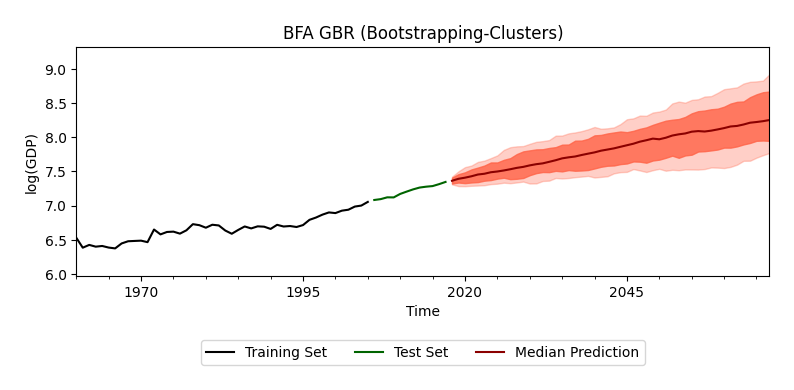 BFA GBR (Bootstrapping-Clusters)
9.0
8.5
8.0
7.5
7.0
6.5
6.0
log(GDP)
1970 1995 2020 2045
Time
Training Set Test Set Median Prediction